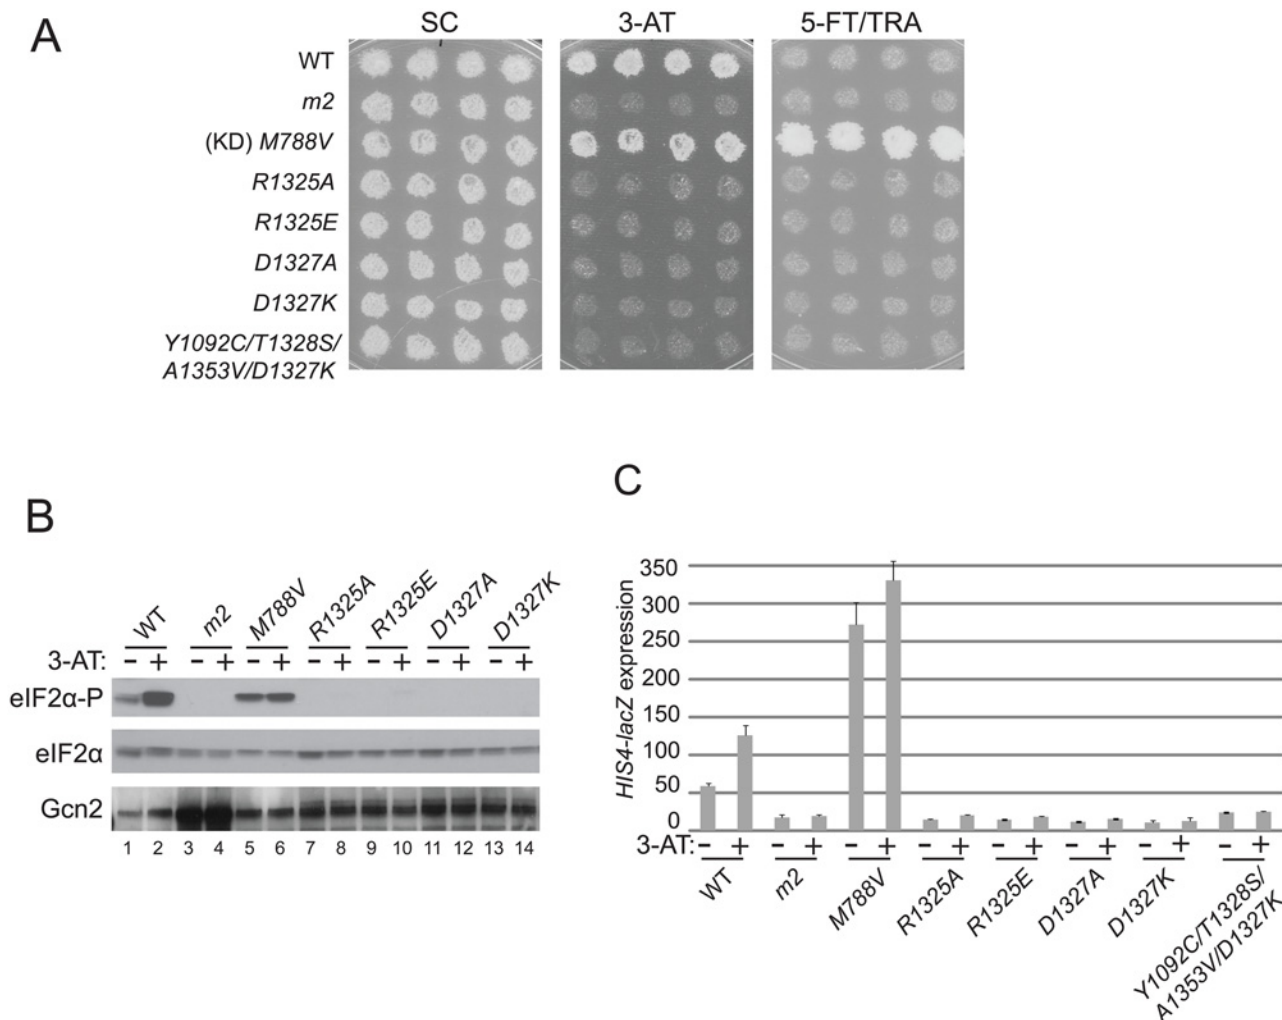 A
SC 3-AT 5-FT/TRA
WT
m2
(KD) M788V
R1325A
R1325E
D1327A
D1327K
Y1092C/T1328S/
A1353V/D1327K
B
WT m2 M788V R1325A R1325E D1327A D1327K
3-AT: - + - + - + - + - + - + - +
eIF2α-P
eIF2α
Gcn2
1 2 3 4 5 6 7 8 9 10 11 12 13 14
C
HIS4-lacZ expression
350
300
250
200
150
100
50
0
3-AT: - + - + - + - + - + - + - + - +
WT m2 M788V R1325A R1325E D1327A D1327K Y1092C/T1328S/
A1353V/D1327K